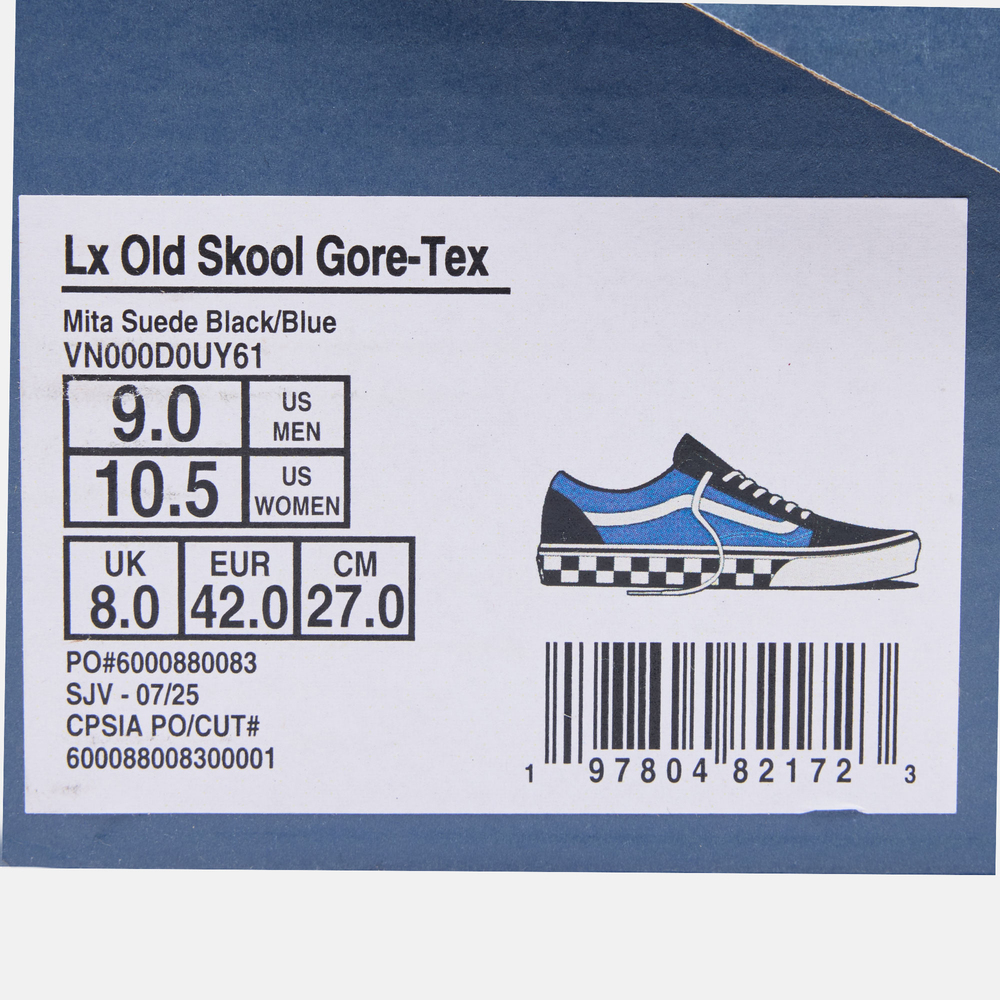 Lx Old Skool Gore-Tex
Mita Suede Black/Blue
VN000D0UY61
9.0 US MEN
10.5 US WOMEN
UK EUR CM
8.0 42.0 27.0
PO#6000880083
SJV - 07/25
CPSIA PO/CUT#
600088008300001
1 97804 82172 3